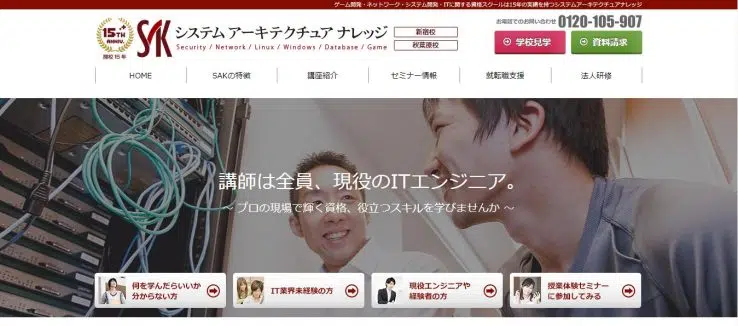 ゲーム開発・ネットワーク・システム開発・ITに関する資格スクールは15年の実績を持つシステムアーキテクチュアナレッジ
15TH
ANNIV.
開校15年
SAK システム アーキテクチュア ナレッジ
Security / Network / Linux / Windows / Database / Game
新宿校
秋葉原校
お電話でのお問い合わせ 0120-105-907
学校見学
資料請求
HOME
SAKの特徴
講座紹介
セミナー情報
就転職支援
法人研修
講師は全員、現役のITエンジニア。
～ プロの現場で輝く資格、役立つスキルを学びませんか ～
何を学んだらいいか
分からない方
IT業界未経験の方
現役エンジニアや
経験者の方
授業体験セミナー
に参加してみる